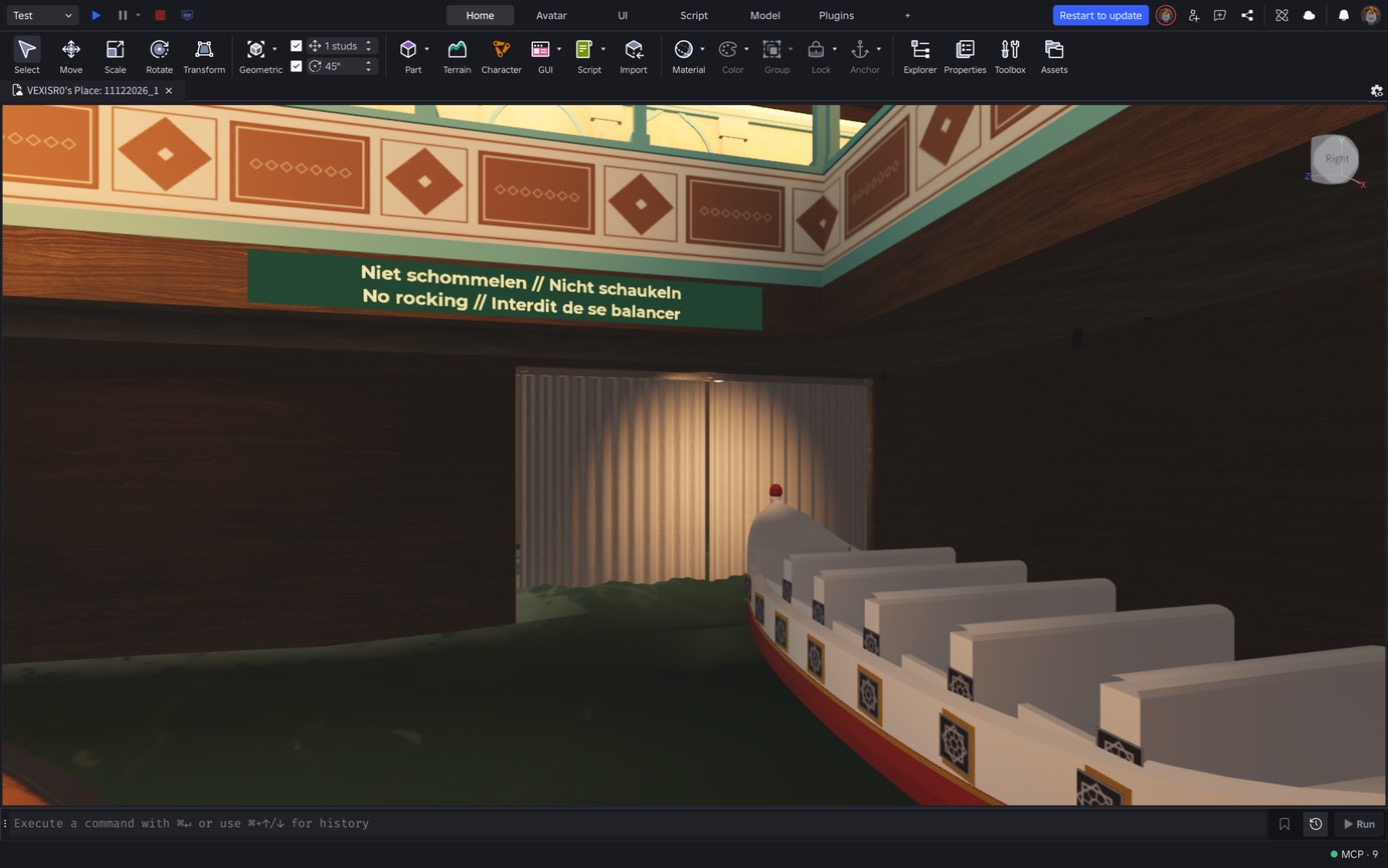 Test
Home
Avatar
UI
Script
Model
Plugins
+
Restart to update
Select
Move
Scale
Rotate
Transform
Geometric
1 studs
45°
Part
Terrain
Character
GUI
Script
Import
Material
Color
Group
Lock
Anchor
Explorer
Properties
Toolbox
Assets
VEXISR0's Place: 11122026_1
Right
Z
X
Niet schommelen // Nicht schaukeln
No rocking // Interdit de se balancer
Execute a command with ⌘↵ or use ⌘+↑/↓ for history
Run
MCP · 9